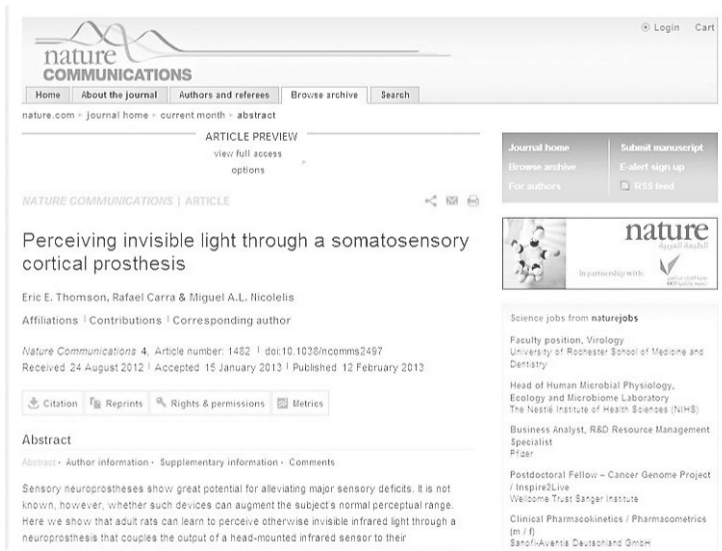 Login Cart
nature
COMMUNICATIONS
Home About the journal Authors and referees Browse archive Search
nature.com journal home current month abstract
ARTICLE PREVIEW
view full access
options
NATURE COMMUNICATIONS | ARTICLE
Perceiving invisible light through a somatosensory
cortical prosthesis
Eric E. Thomson, Rafael Carra & Miguel A.L. Nicolelis
Affiliations | Contributions | Corresponding author
Nature Communications 4, Article number: 1482 | doi:10.1038/ncomms2497
Received 24 August 2012 | Accepted 15 January 2013 | Published 12 February 2013
Citation Reprints Rights & permissions Metrics
Abstract
Abstract · Author information · Supplementary information · Comments
Sensory neuroprostheses show great potential for alleviating major sensory deficits. It is not
known, however, whether such devices can augment the subject's normal perceptual range.
Here we show that adult rats can learn to perceive otherwise invisible infrared light through a
neuroprosthesis that couples the output of a head-mounted infrared sensor to their
Journal home Submit manuscript
Browse archive E-alert sign up
For authors RSS feed
nature
الطبعة العربية
In partnership with:
Science jobs from naturejobs
Faculty position, Virology
University of Rochester School of Medicine and
Dentistry
Head of Human Microbial Physiology,
Ecology and Microbiome Laboratory
The Nestlé Institute of Health Sciences (NIHS)
Business Analyst, R&D Resource Management
Specialist
Pfizer
Postdoctoral Fellow – Cancer Genome Project
/ Inspire2Live
Wellcome Trust Sanger Institute
Clinical Pharmacokinetics / Pharmacometrics
(m / f)
Sanofi-Aventis Deutschland GmbH